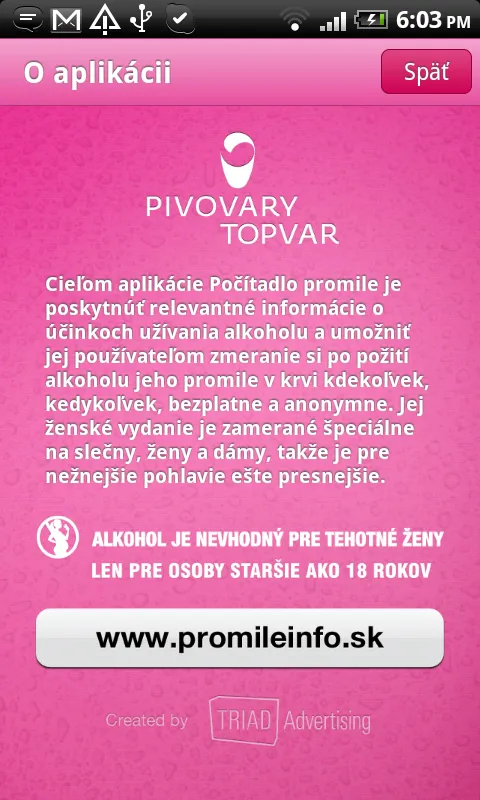 6:03 PM
O aplikácii
Späť
PIVOVARY
TOPVAR
Cieľom aplikácie Počítadlo promile je
poskytnúť relevantné informácie o
účinkoch užívania alkoholu a umožniť
jej používateľom zmeranie si po požití
alkoholu jeho promile v krvi kdekoľvek,
kedykoľvek, bezplatne a anonymne. Jej
ženské vydanie je zamerané špeciálne
na slečny, ženy a dámy, takže je pre
nežnejšie pohlavie ešte presnejšie.
ALKOHOL JE NEVHODNÝ PRE TEHOTNÉ ŽENY
LEN PRE OSOBY STARŠIE AKO 18 ROKOV
www.promileinfo.sk
Created by TRIAD Advertising